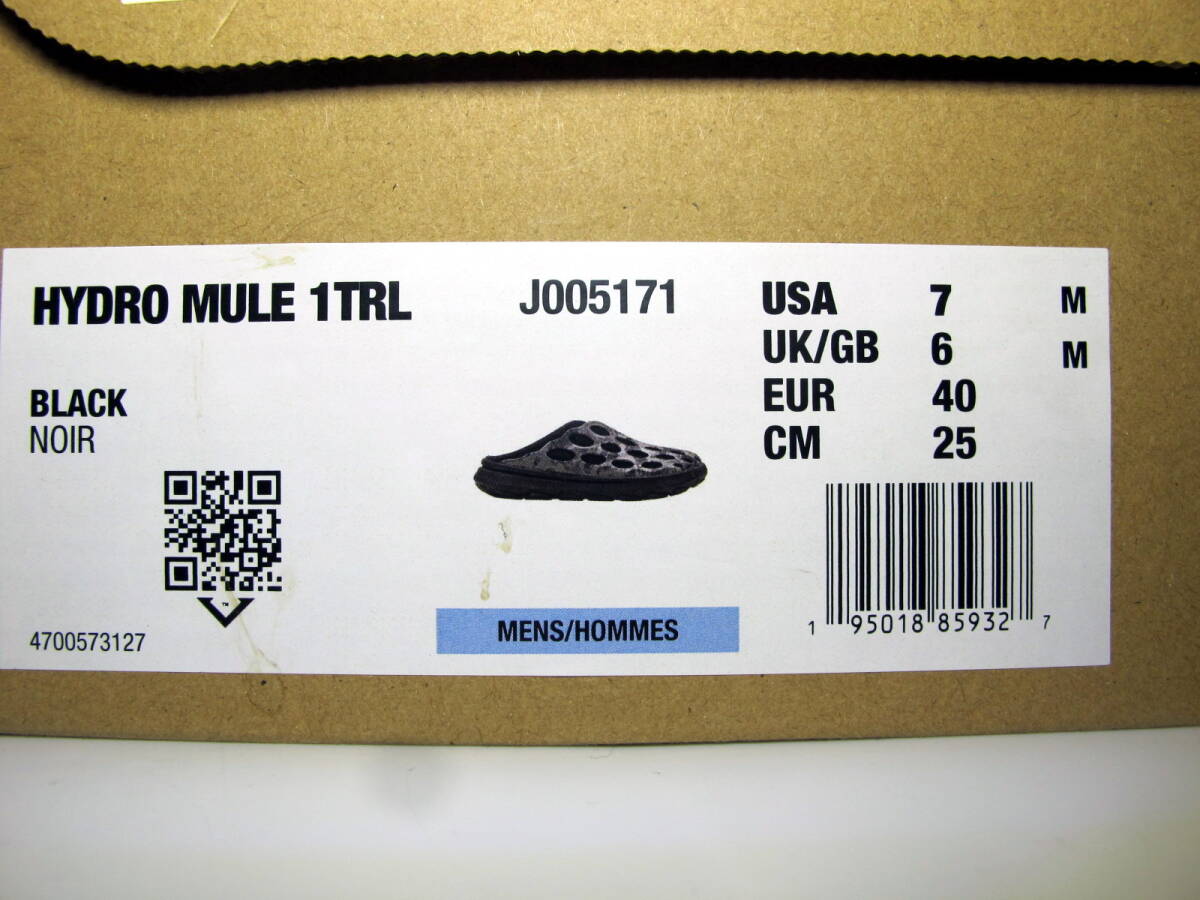 HYDRO MULE 1TRL
J005171
BLACK
NOIR
4700573127
MENS/HOMMES
USA 7 M
UK/GB 6 M
EUR 40
CM 25
1 95018 85932 7